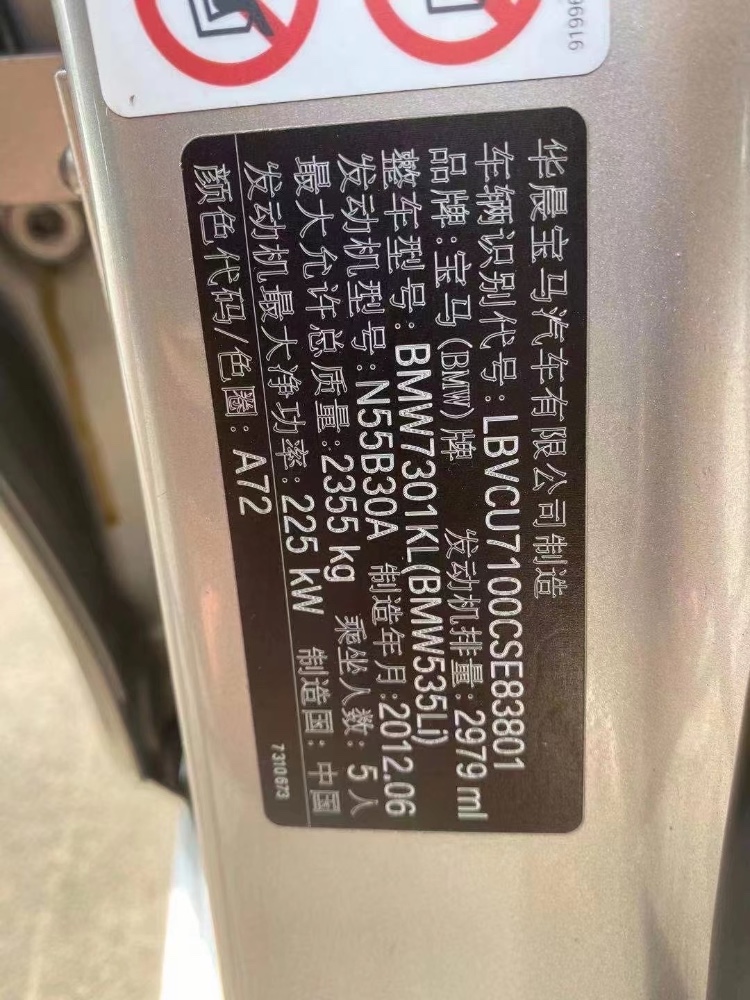 96616
华晨宝马汽车有限公司制造
车辆识别代号:LBVCU7100CSE83801
品牌:宝马(BMW)牌 发动机排量:2979 ml
整车型号:BMW7301KL(BMW535Li)
发动机型号:N55B30A 制造年月:2012.06
最大允许总质量:2355 kg 乘坐人数:5人
发动机最大净功率:225 kW 制造国:中国
颜色代码/色圈:A72
7310673